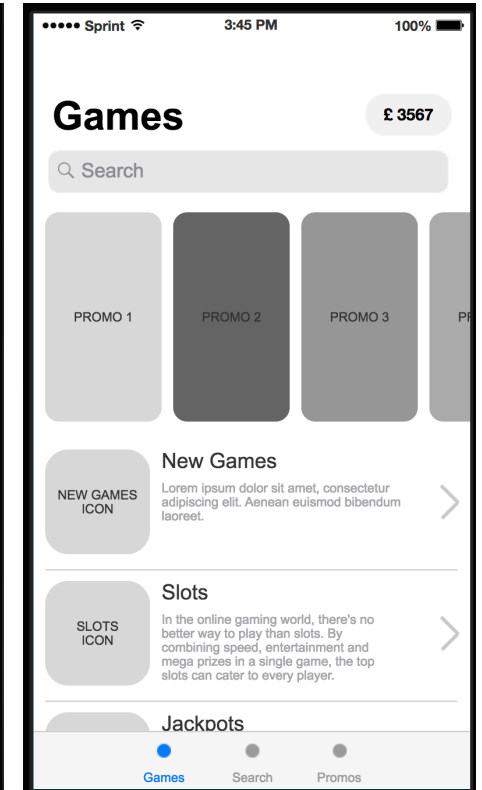 Sprint 3:45 PM 100%
Games
£ 3567
Search
PROMO 1 PROMO 2 PROMO 3 PR
NEW GAMES
ICON
New Games
Lorem ipsum dolor sit amet, consectetur
adipiscing elit. Aenean euismod bibendum
laoreet.
SLOTS
ICON
Slots
In the online gaming world, there's no
better way to play than slots. By
combining speed, entertainment and
mega prizes in a single game, the top
slots can cater to every player.
Jackpots
Games Search Promos